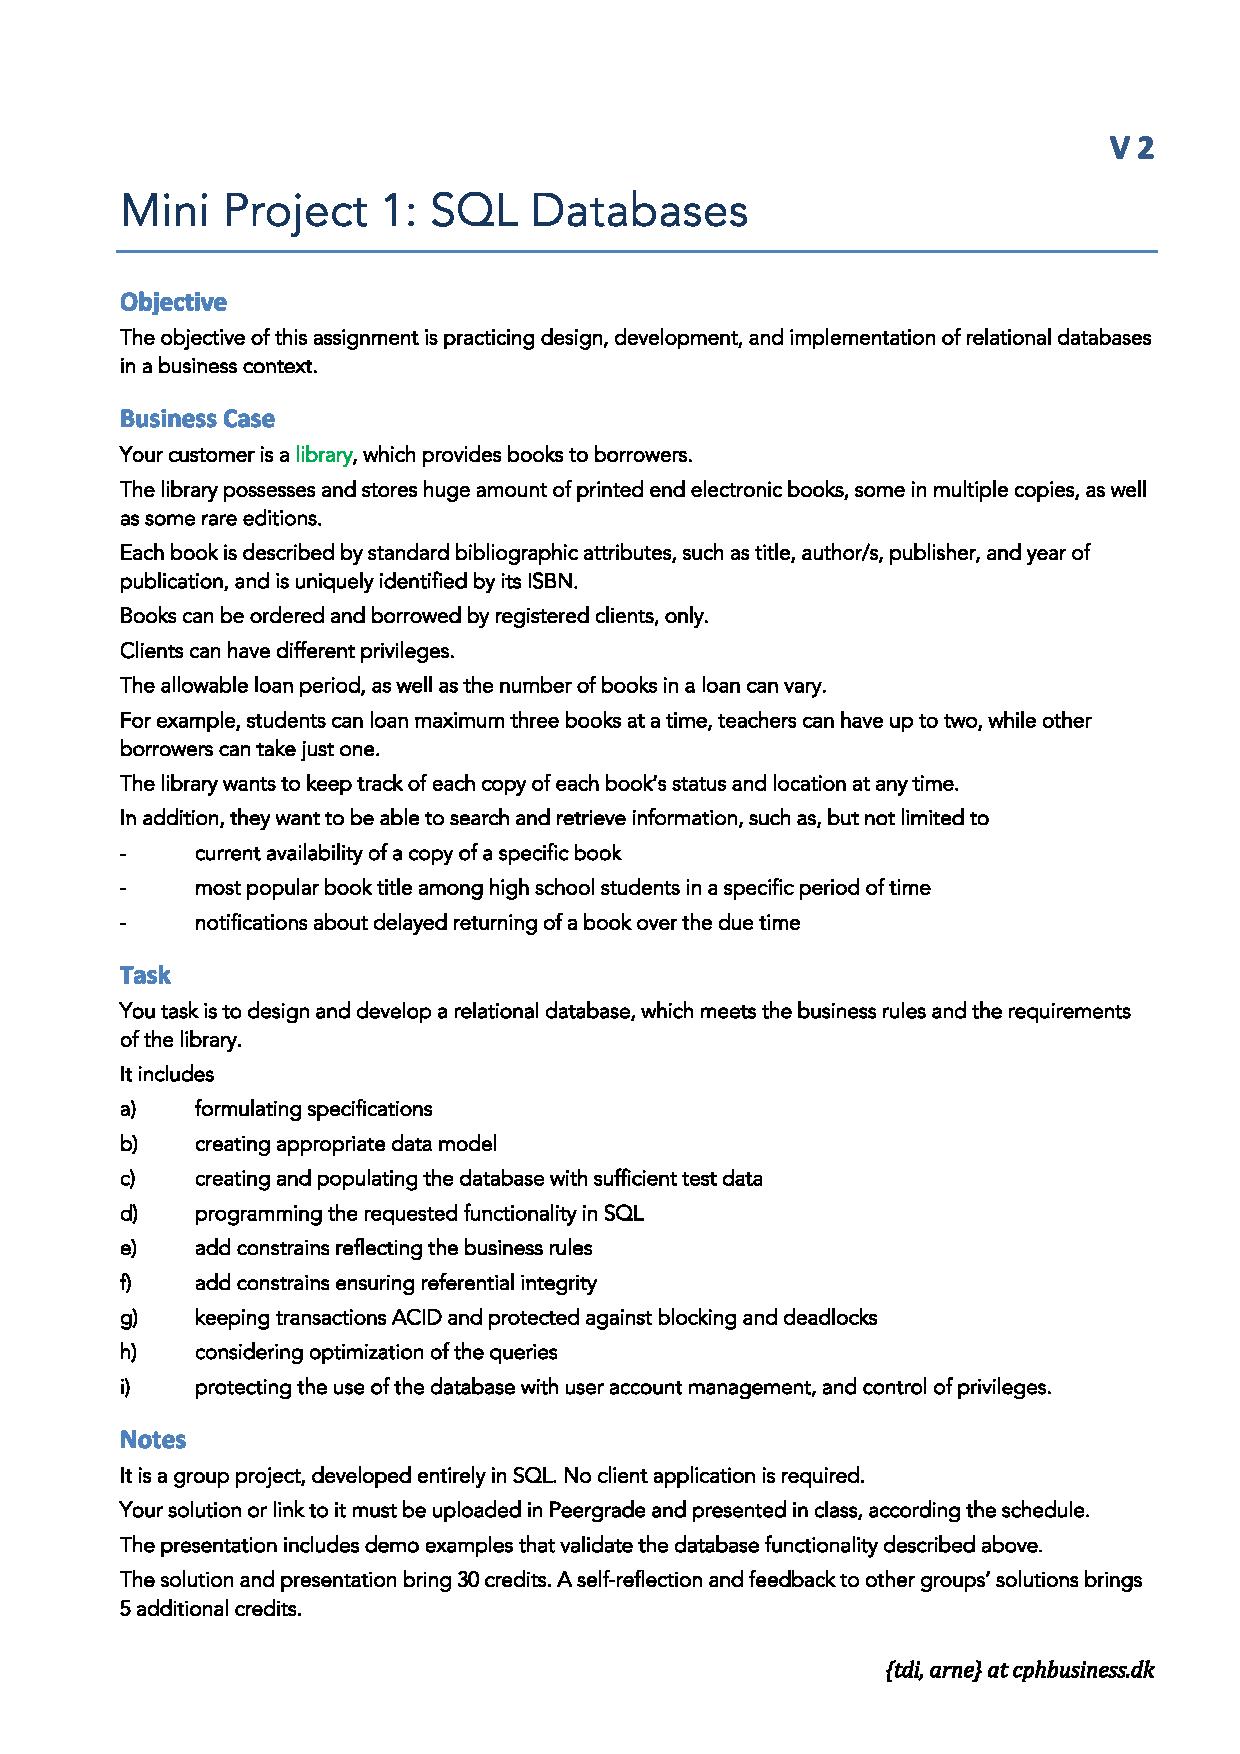 V 2
Mini Project 1: SQL Databases
Objective
The objective of this assignment is practicing design, development, and implementation of relational databases
in a business context.
Business Case
Your customer is a library, which provides books to borrowers.
The library possesses and stores huge amount of printed end electronic books, some in multiple copies, as well
as some rare editions.
Each book is described by standard bibliographic attributes, such as title, author/s, publisher, and year of
publication, and is uniquely identified by its ISBN.
Books can be ordered and borrowed by registered clients, only.
Clients can have different privileges.
The allowable loan period, as well as the number of books in a loan can vary.
For example, students can loan maximum three books at a time, teachers can have up to two, while other
borrowers can take just one.
The library wants to keep track of each copy of each book's status and location at any time.
In addition, they want to be able to search and retrieve information, such as, but not limited to
- current availability of a copy of a specific book
- most popular book title among high school students in a specific period of time
- notifications about delayed returning of a book over the due time
Task
You task is to design and develop a relational database, which meets the business rules and the requirements
of the library.
It includes
a) formulating specifications
b) creating appropriate data model
c) creating and populating the database with sufficient test data
d) programming the requested functionality in SQL
e) add constrains reflecting the business rules
f) add constrains ensuring referential integrity
g) keeping transactions ACID and protected against blocking and deadlocks
h) considering optimization of the queries
i) protecting the use of the database with user account management, and control of privileges.
Notes
It is a group project, developed entirely in SQL. No client application is required.
Your solution or link to it must be uploaded in Peergrade and presented in class, according the schedule.
The presentation includes demo examples that validate the database functionality described above.
The solution and presentation bring 30 credits. A self-reflection and feedback to other groups' solutions brings
5 additional credits.
{tdi, arne} at cphbusiness.dk